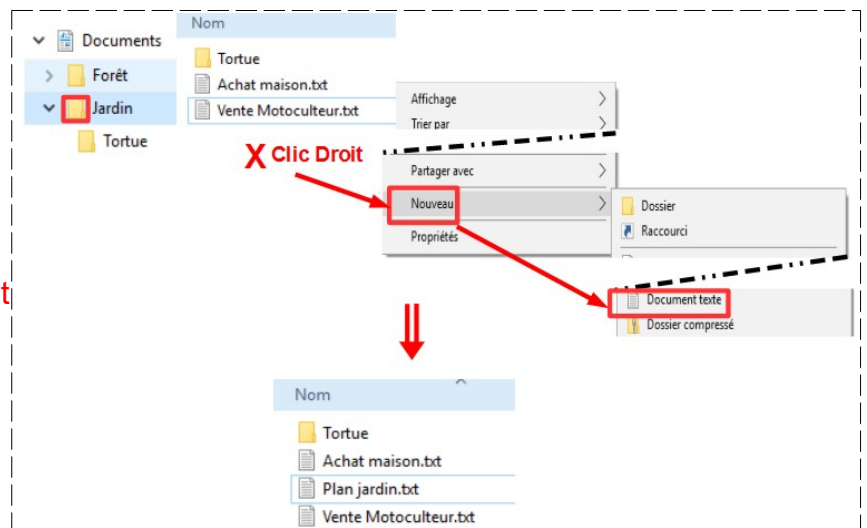 Nom
Documents
Forêt
Jardin
Tortue
Tortue
Achat maison.txt
Vente Motoculteur.txt
Affichage
Trier par
X Clic Droit
Partager avec
Nouveau
Propriétés
Dossier
Raccourci
t
Document texte
Dossier compressé
Nom
Tortue
Achat maison.txt
Plan jardin.txt
Vente Motoculteur.txt